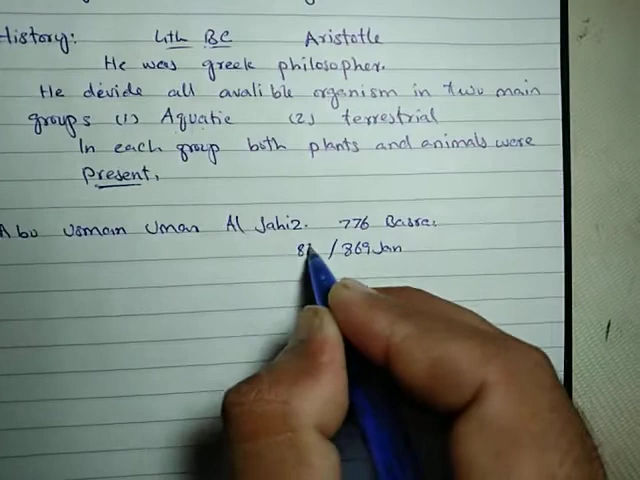 History: 4th BC Aristotle
He was greek philosopher.
He devide all avalible organism in two main
groups (1) Aquatic (2) terrestrial
In each group both plants and animals were
Present,
Abu Usman Umar Al Jahiz. 776 Basra.
/ 869 Jan